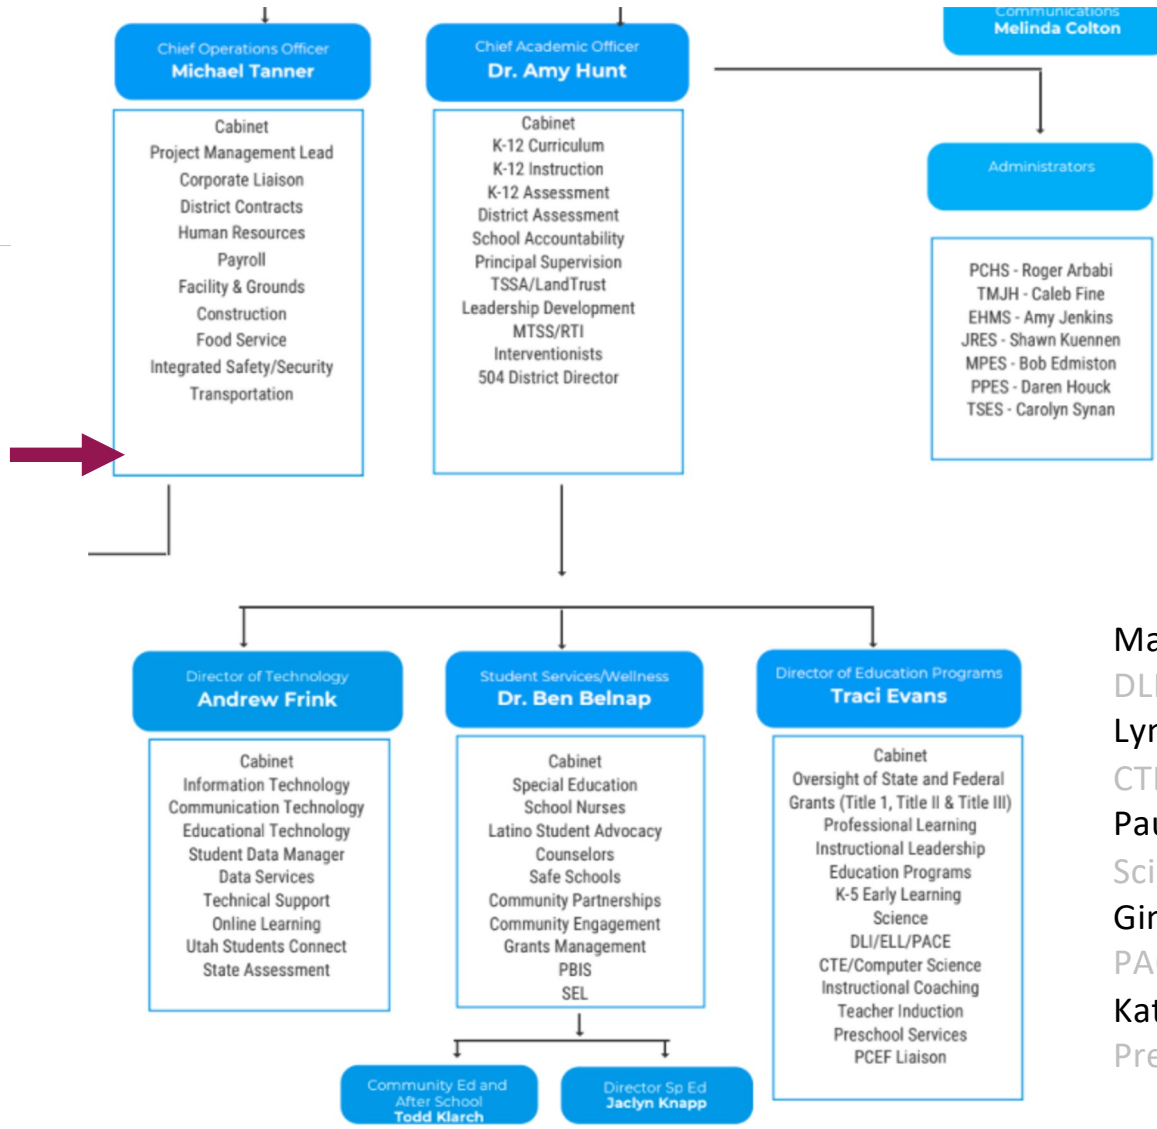 Communications
Melinda Colton
Chief Operations Officer
Michael Tanner
Cabinet
Project Management Lead
Corporate Liaison
District Contracts
Human Resources
Payroll
Facility & Grounds
Construction
Food Service
Integrated Safety/Security
Transportation
Chief Academic Officer
Dr. Amy Hunt
Cabinet
K-12 Curriculum
K-12 Instruction
K-12 Assessment
District Assessment
School Accountability
Principal Supervision
TSSA/LandTrust
Leadership Development
MTSS/RTI
Interventionists
504 District Director
Administrators
PCHS - Roger Arbabi
TMJH - Caleb Fine
EHMS - Amy Jenkins
JRES - Shawn Kuennen
MPES - Bob Edmiston
PPES - Daren Houck
TSES - Carolyn Synan
Director of Technology
Andrew Frink
Cabinet
Information Technology
Communication Technology
Educational Technology
Student Data Manager
Data Services
Technical Support
Online Learning
Utah Students Connect
State Assessment
Student Services/Wellness
Dr. Ben Belnap
Cabinet
Special Education
School Nurses
Latino Student Advocacy
Counselors
Safe Schools
Community Partnerships
Community Engagement
Grants Management
PBIS
SEL
Community Ed and
After School
Todd Klarch
Director Sp Ed
Jaclyn Knapp
Director of Education Programs
Traci Evans
Cabinet
Oversight of State and Federal
Grants (Title 1, Title II & Title III)
Professional Learning
Instructional Leadership
Education Programs
K-5 Early Learning
Science
DLI/ELL/PACE
CTE/Computer Science
Instructional Coaching
Teacher Induction
Preschool Services
PCEF Liaison